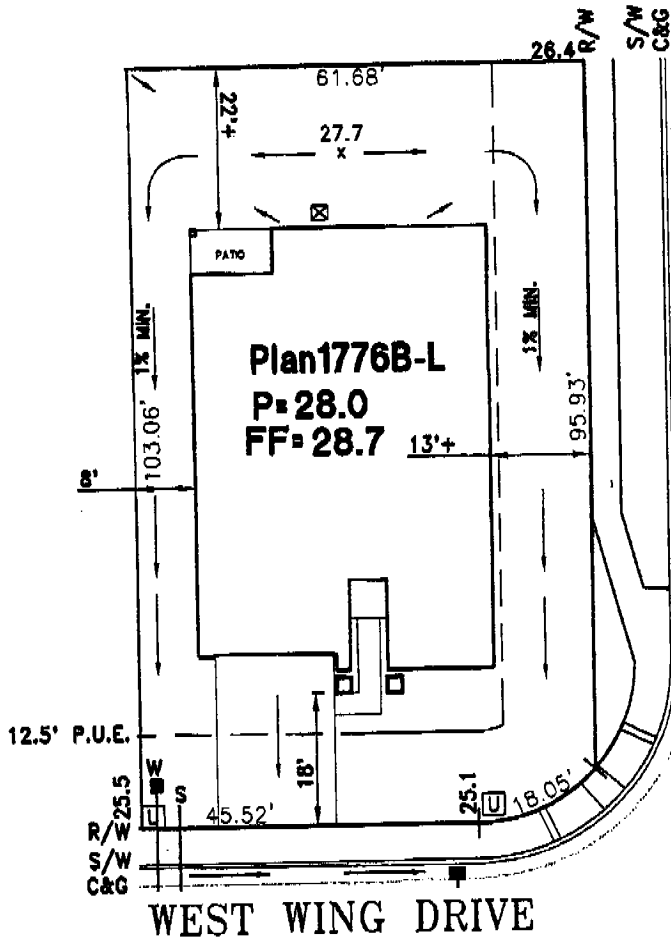 R/W
S/W
C&G
26.4
61.68'
22'+
27.7
x
PATIO
1% MIN.
1% MIN.
Plan1776B-L
P=28.0
FF=28.7
13'+
103.06'
95.93'
8'
12.5' P.U.E.
18'
W
S
25.5
U
45.52'
25.1
U
18.05'
R/W
S/W
C&G
WEST WING DRIVE